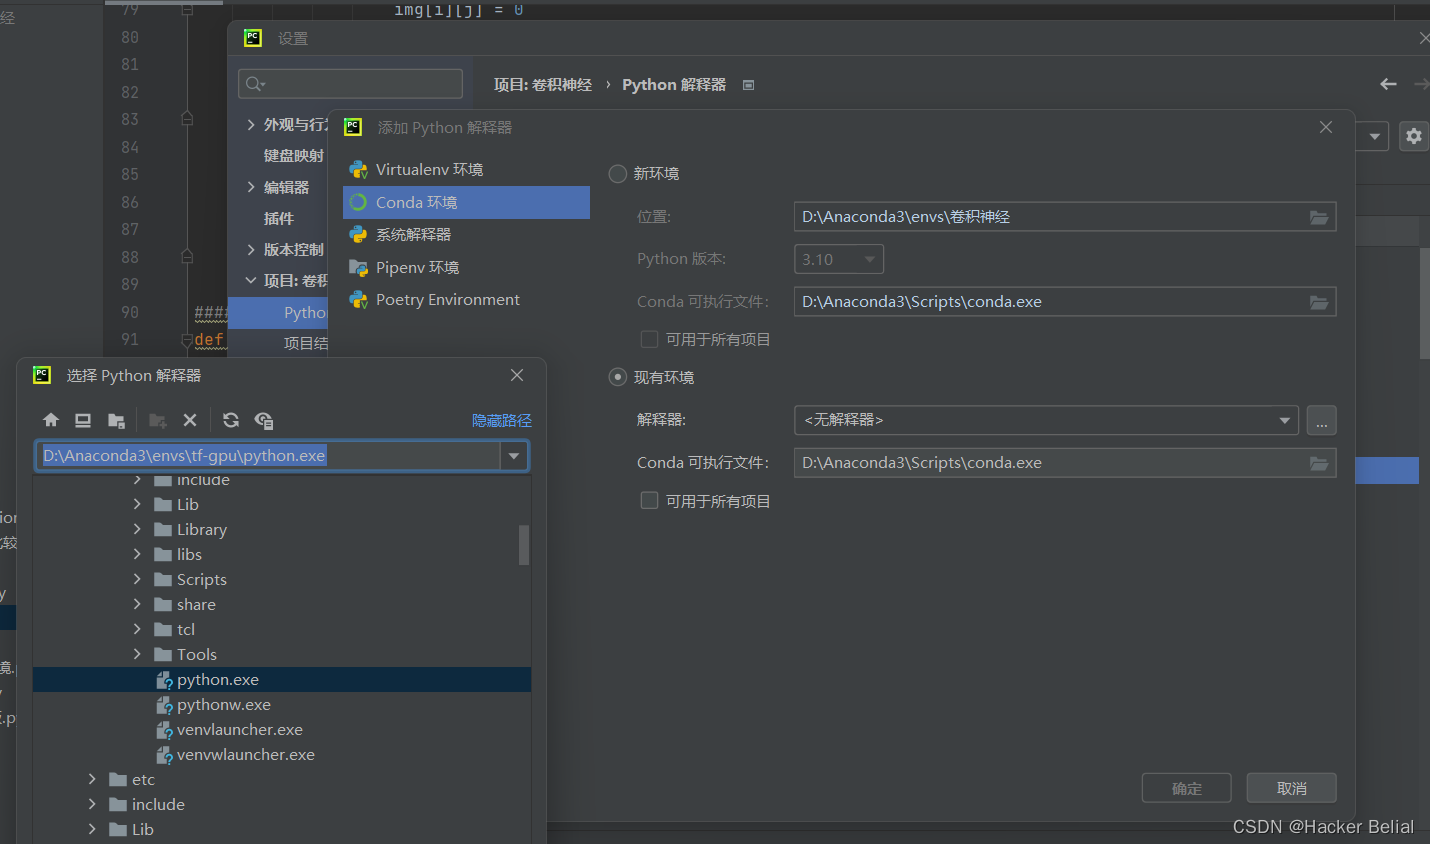 经
79
img[i][j] = 0
80
81
82
83
84
85
86
87
88
89
90
####
91
def
设置
项目: 卷积神经 › Python 解释器
外观与行为
键盘映射
编辑器
插件
版本控制
项目: 卷积
Python
项目结
添加 Python 解释器
Virtualenv 环境
Conda 环境
系统解释器
Pipenv 环境
Poetry Environment
新环境
位置:
D:\Anaconda3\envs\卷积神经
Python 版本:
3.10
Conda 可执行文件:
D:\Anaconda3\Scripts\conda.exe
可用于所有项目
现有环境
解释器:
<无解释器>
...
Conda 可执行文件:
D:\Anaconda3\Scripts\conda.exe
可用于所有项目
确定
取消
选择 Python 解释器
隐藏路径
D:\Anaconda3\envs\tf-gpu\python.exe
include
Lib
Library
libs
Scripts
share
tcl
Tools
python.exe
pythonw.exe
venvlauncher.exe
venvwlauncher.exe
etc
include
Lib
ion
比较
y
境.p
.py
CSDN @Hacker Belial